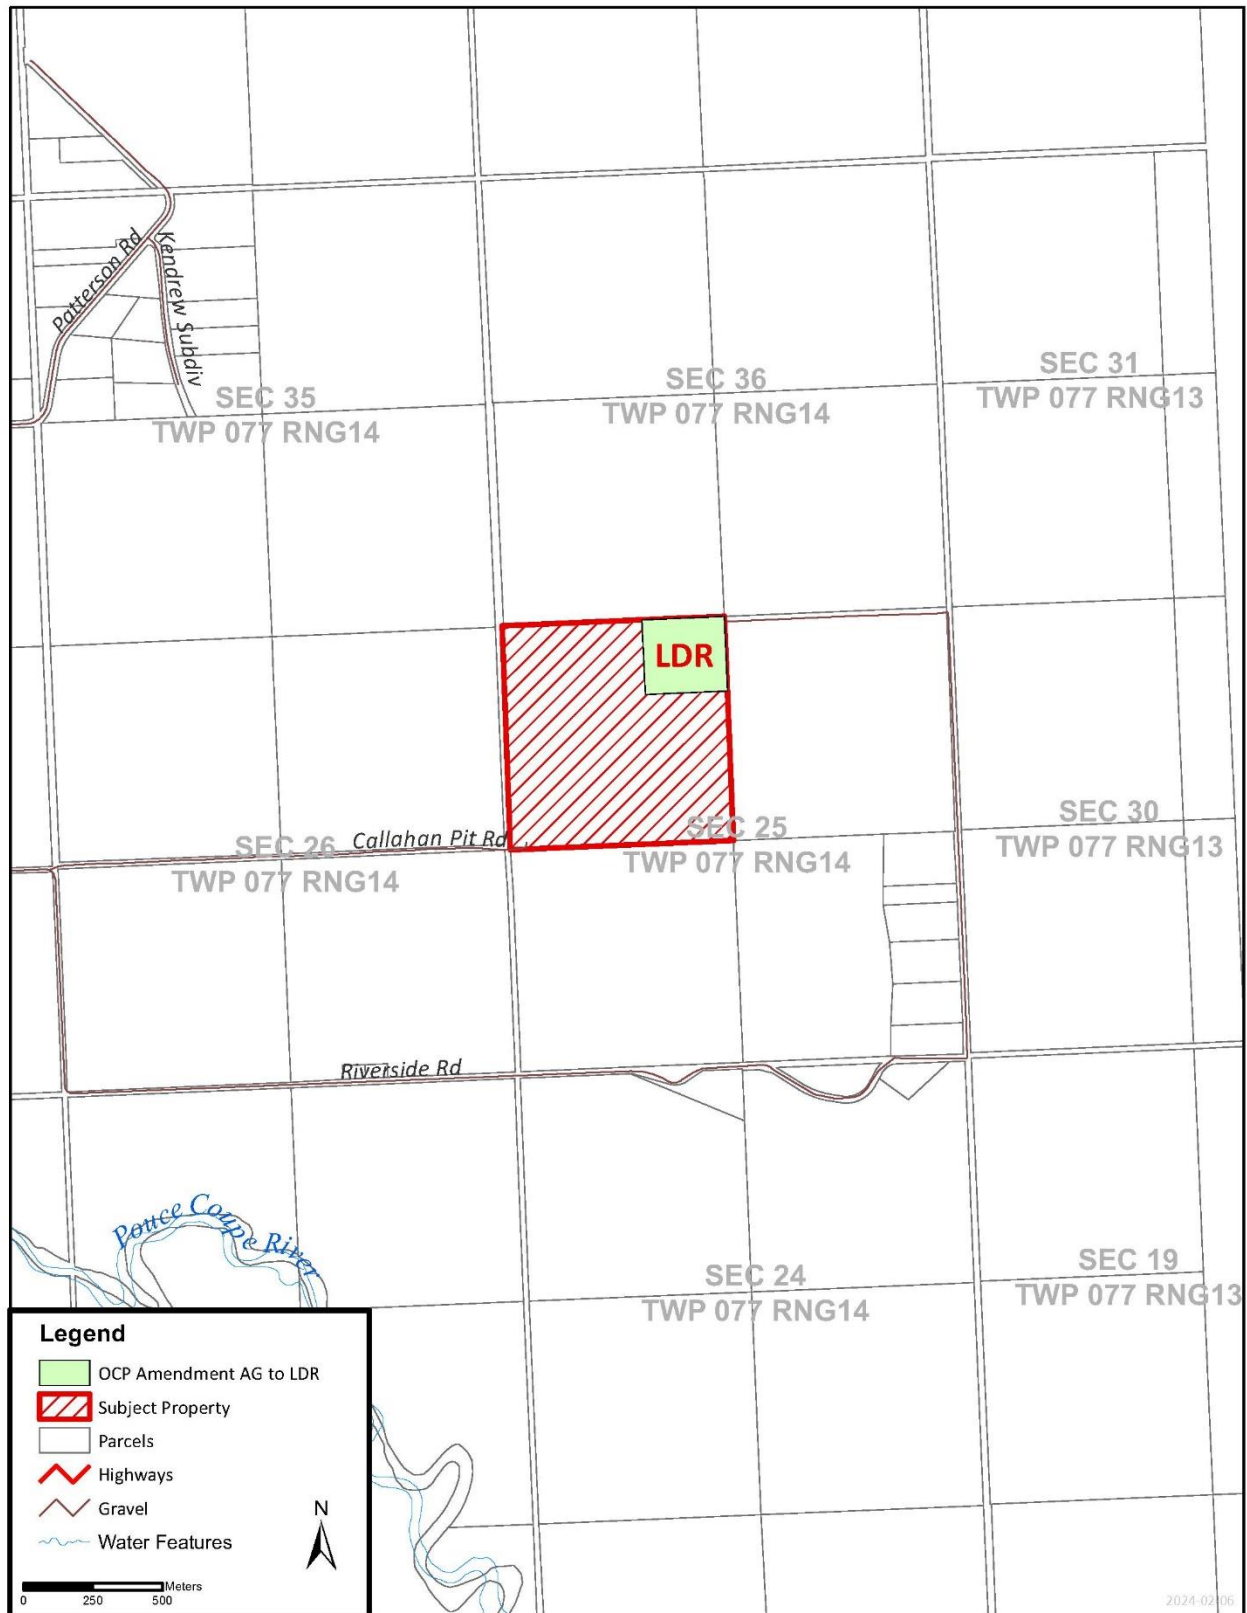 Patterson Rd
Kendrew Subdiv
SEC 35
TWP 077 RNG14
SEC 36
TWP 077 RNG14
SEC 31
TWP 077 RNG13
LDR
SEC 26
TWP 077 RNG14
Callahan Pit Rd
SEC 25
TWP 077 RNG14
SEC 30
TWP 077 RNG13
Riverside Rd
Pouce Coupe River
SEC 24
TWP 077 RNG14
SEC 19
TWP 077 RNG13
Legend
OCP Amendment AG to LDR
Subject Property
Parcels
Highways
Gravel
Water Features
N
Meters
0 250 500
2024-02-06